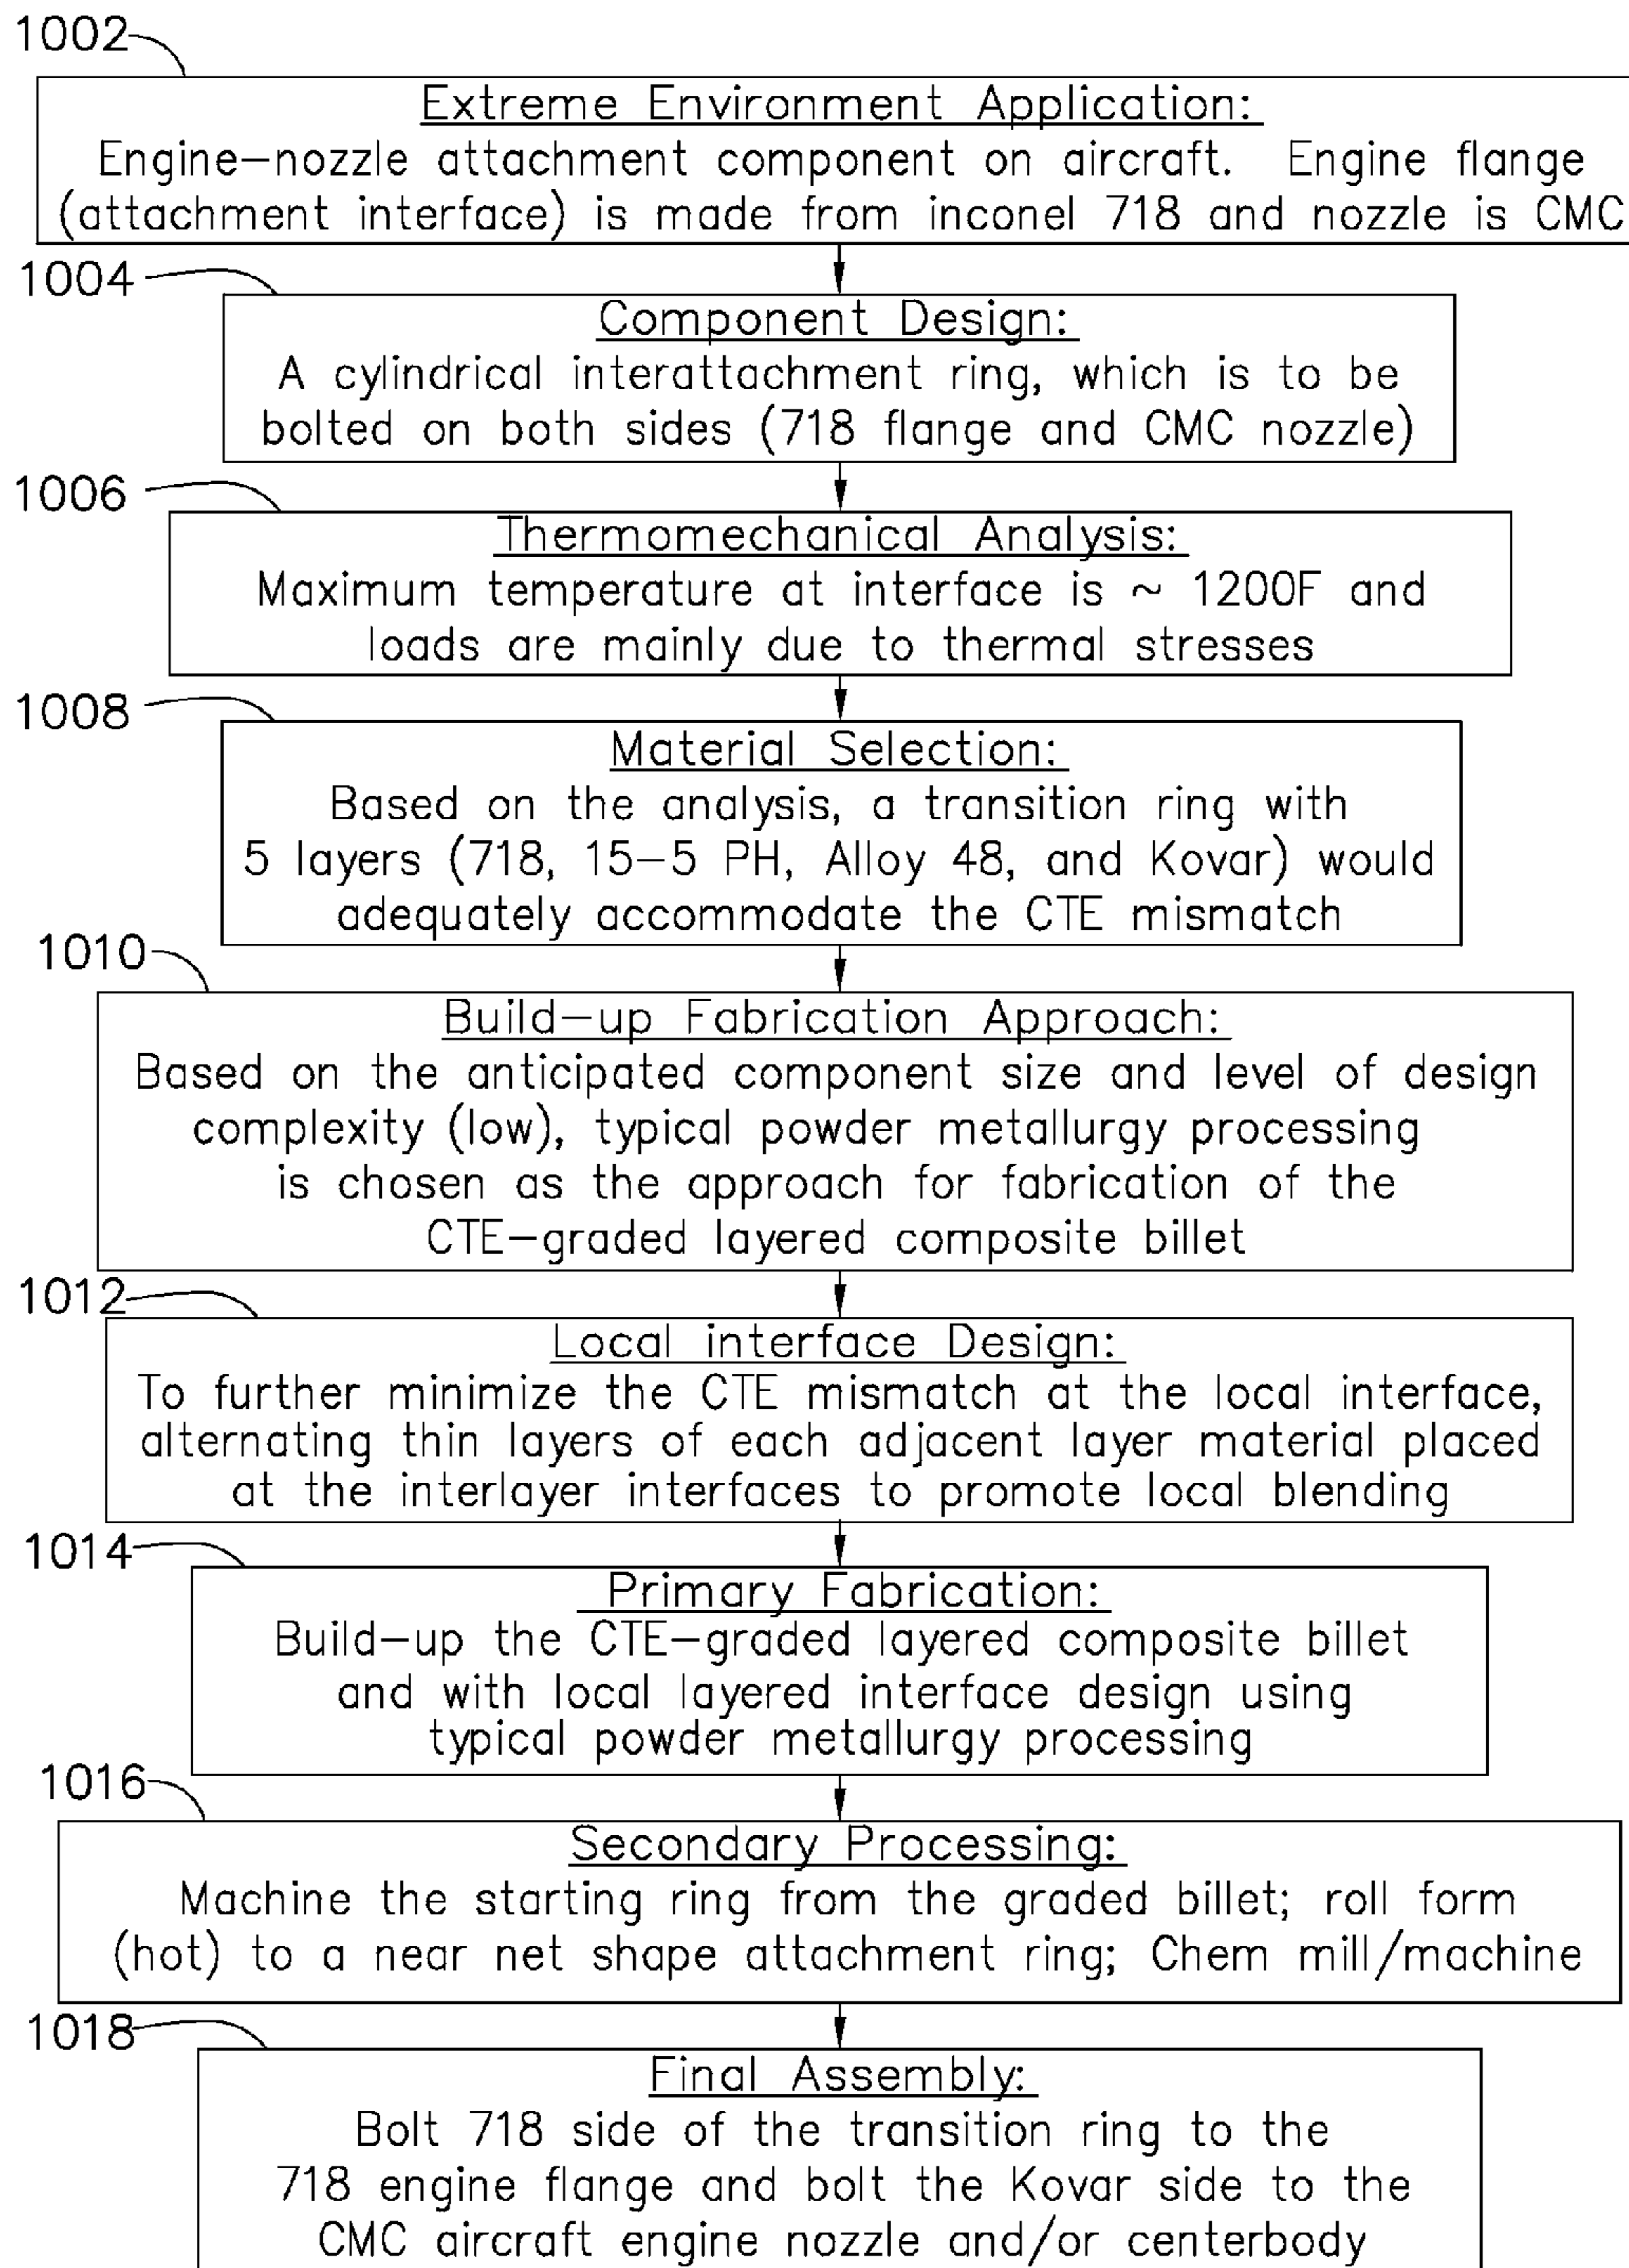 1002
Extreme Environment Application:
Engine-nozzle attachment component on aircraft. Engine flange
(attachment interface) is made from inconel 718 and nozzle is CMC
1004
Component Design:
A cylindrical interattachment ring, which is to be
bolted on both sides (718 flange and CMC nozzle)
1006
Thermomechanical Analysis:
Maximum temperature at interface is ~ 1200F and
loads are mainly due to thermal stresses
1008
Material Selection:
Based on the analysis, a transition ring with
5 layers (718, 15-5 PH, Alloy 48, and Kovar) would
adequately accommodate the CTE mismatch
1010
Build-up Fabrication Approach:
Based on the anticipated component size and level of design
complexity (low), typical powder metallurgy processing
is chosen as the approach for fabrication of the
CTE-graded layered composite billet
1012
Local interface Design:
To further minimize the CTE mismatch at the local interface,
alternating thin layers of each adjacent layer material placed
at the interlayer interfaces to promote local blending
1014
Primary Fabrication:
Build-up the CTE-graded layered composite billet
and with local layered interface design using
typical powder metallurgy processing
1016
Secondary Processing:
Machine the starting ring from the graded billet; roll form
(hot) to a near net shape attachment ring; Chem mill/machine
1018
Final Assembly:
Bolt 718 side of the transition ring to the
718 engine flange and bolt the Kovar side to the
CMC aircraft engine nozzle and/or centerbody